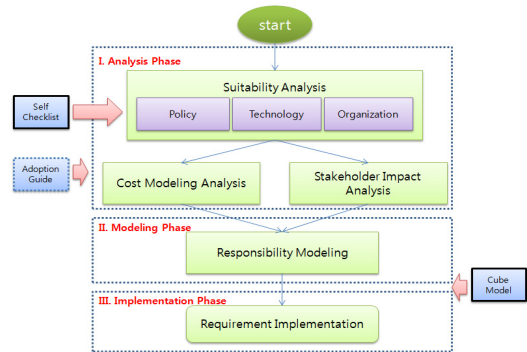 start
I. Analysis Phase
Suitability Analysis
Policy
Technology
Organization
Self
Checklist
Adoption
Guide
Cost Modeling Analysis
Stakeholder Impact
Analysis
II. Modeling Phase
Responsibility Modeling
Cube
Model
III. Implementation Phase
Requirement Implementation